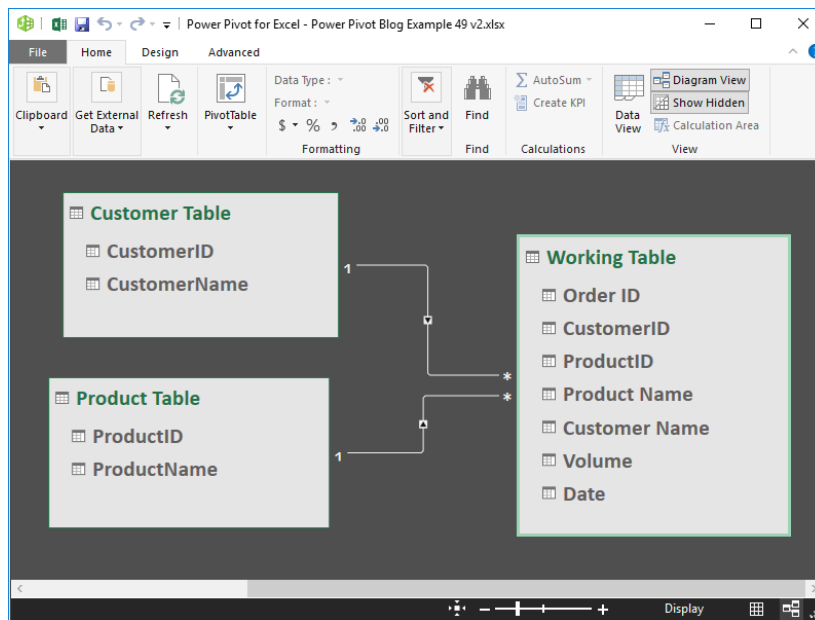 Power Pivot for Excel - Power Pivot Blog Example 49 v2.xlsx
File Home Design Advanced
Clipboard
Get External Data
Refresh
PivotTable
Data Type :
Format :
$ % , .00 .0 .00
Formatting
Sort and Filter
Find
Find
AutoSum
Create KPI
Calculations
Data View
Diagram View
Show Hidden
Calculation Area
View
Customer Table
CustomerID
CustomerName
1
Product Table
ProductID
ProductName
1
*
*
Working Table
Order ID
CustomerID
ProductID
Product Name
Customer Name
Volume
Date
Display